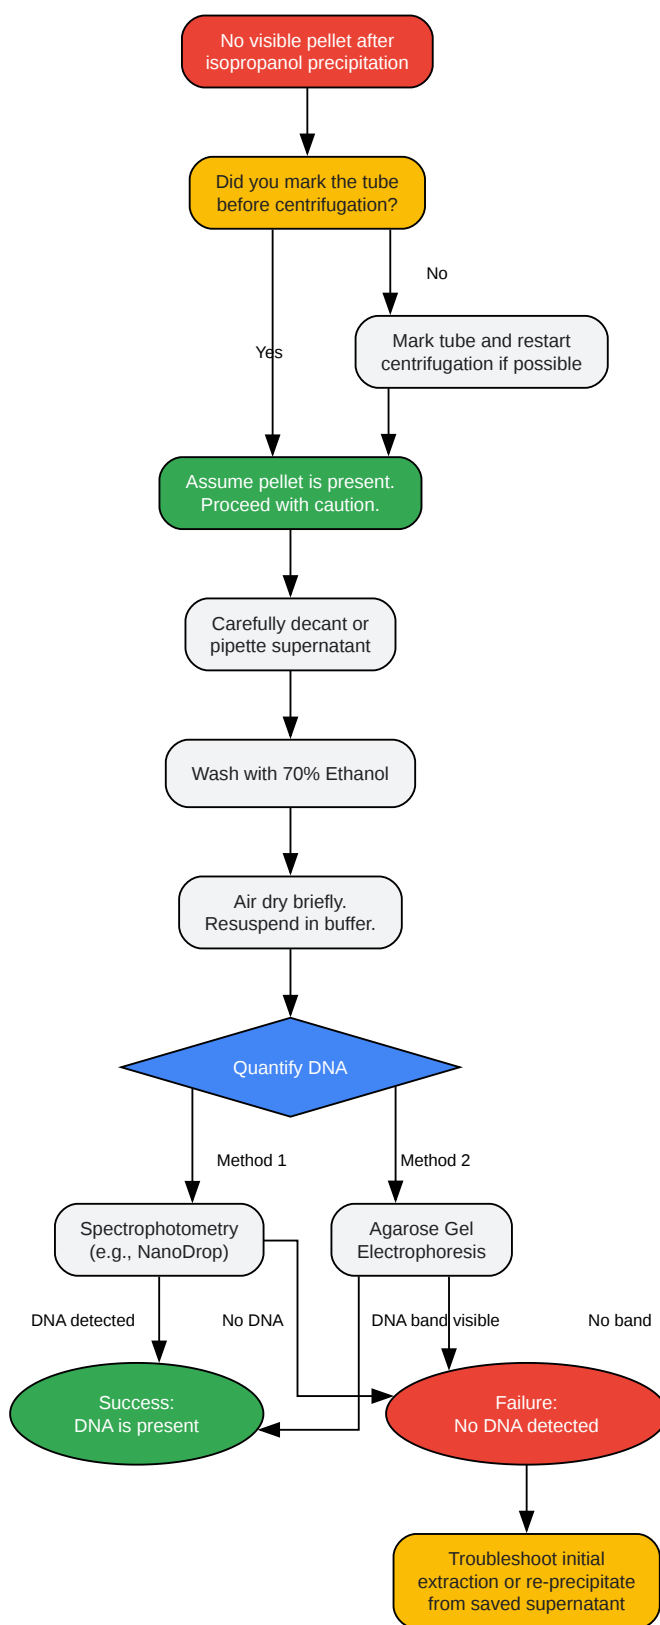 No visible pellet after
isopropanol precipitation
Did you mark the tube
before centrifugation?
No
Mark tube and restart
centrifugation if possible
Yes
Assume pellet is present.
Proceed with caution.
Carefully decant or
pipette supernatant
Wash with 70% Ethanol
Air dry briefly.
Resuspend in buffer.
Quantify DNA
Method 1
Method 2
Spectrophotometry
(e.g., NanoDrop)
Agarose Gel
Electrophoresis
DNA detected
No DNA
DNA band visible
No band
Success:
DNA is present
Failure:
No DNA detected
Troubleshoot initial
extraction or re-precipitate
from saved supernatant